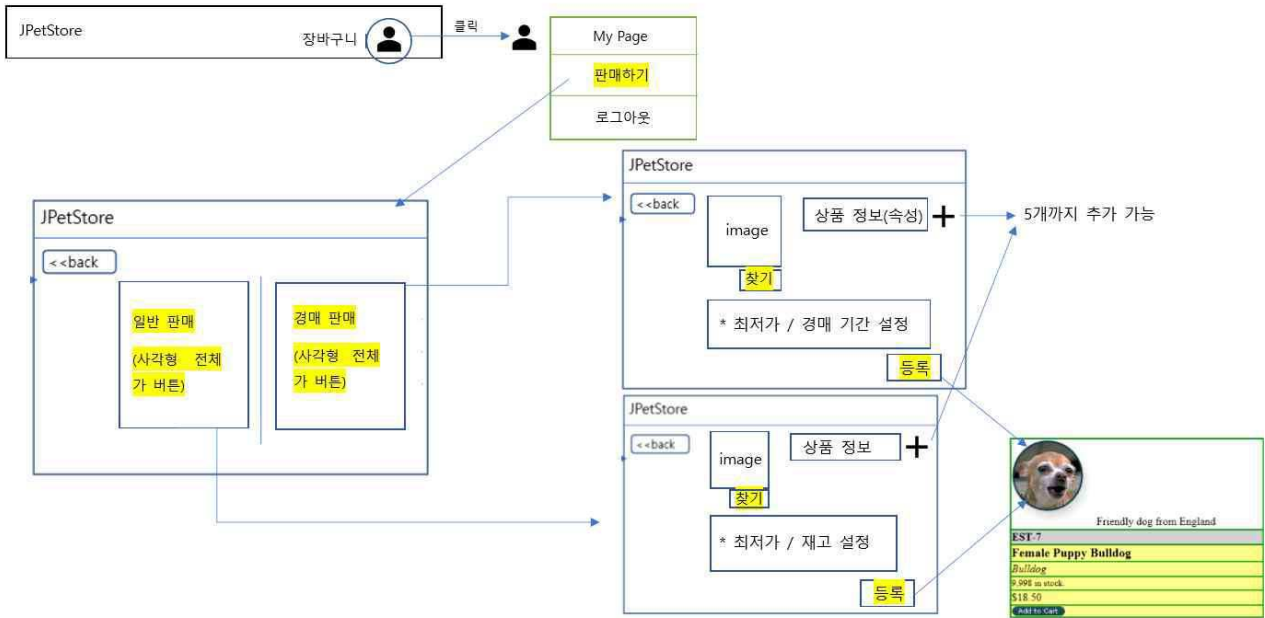 JPetStore
장바구니
클릭
My Page
판매하기
로그아웃
JPetStore
<<back
일반 판매
(사각형 전체
가 버튼)
경매 판매
(사각형 전체
가 버튼)
JPetStore
<<back
image
찾기
상품 정보(속성)
5개까지 추가 가능
* 최저가 / 경매 기간 설정
등록
JPetStore
<<back
image
찾기
상품 정보
* 최저가 / 재고 설정
등록
Friendly dog from England
EST-7
Female Puppy Bulldog
Bulldog
9,998 in stock.
$18.50
Add to Cart